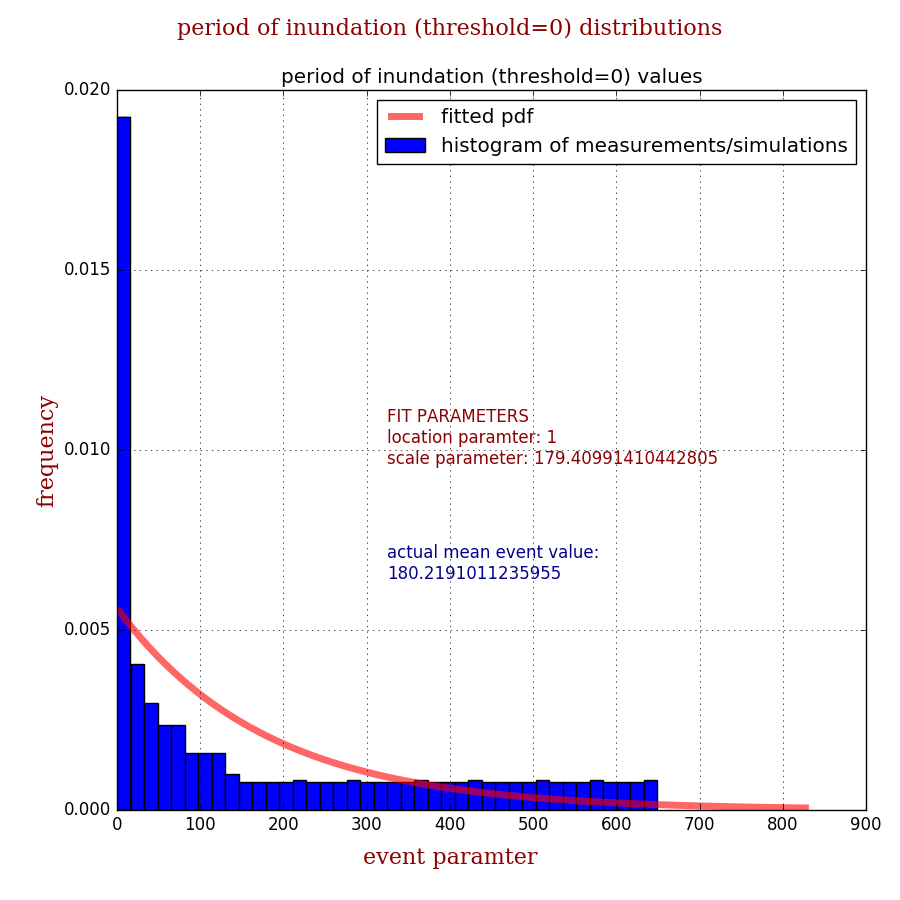 period of inundation (threshold=0) distributions
period of inundation (threshold=0) values
fitted pdf
histogram of measurements/simulations
0.020
0.015
0.010
0.005
0.000
frequency
FIT PARAMETERS
location paramter: 1
scale parameter: 179.40991410442805
actual mean event value:
180.2191011235955
0 100 200 300 400 500 600 700 800 900
event paramter